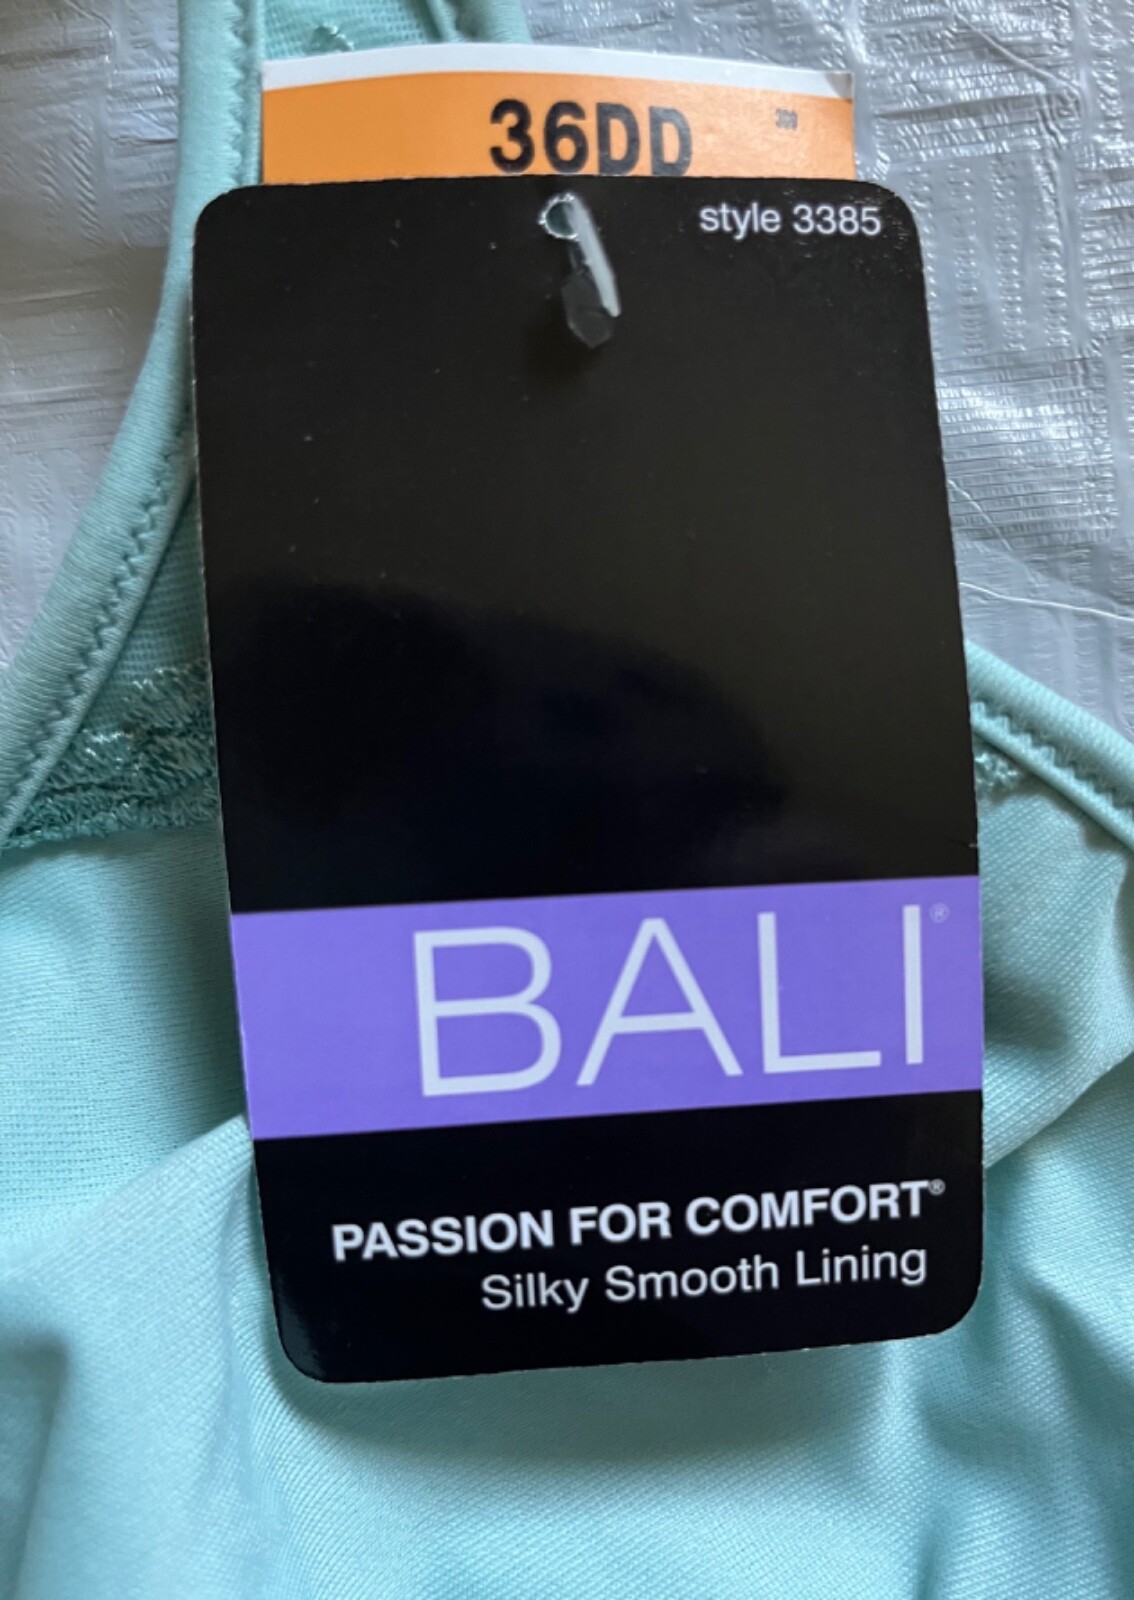 36DD
style 3385
BALI®
PASSION FOR COMFORT®
Silky Smooth Lining